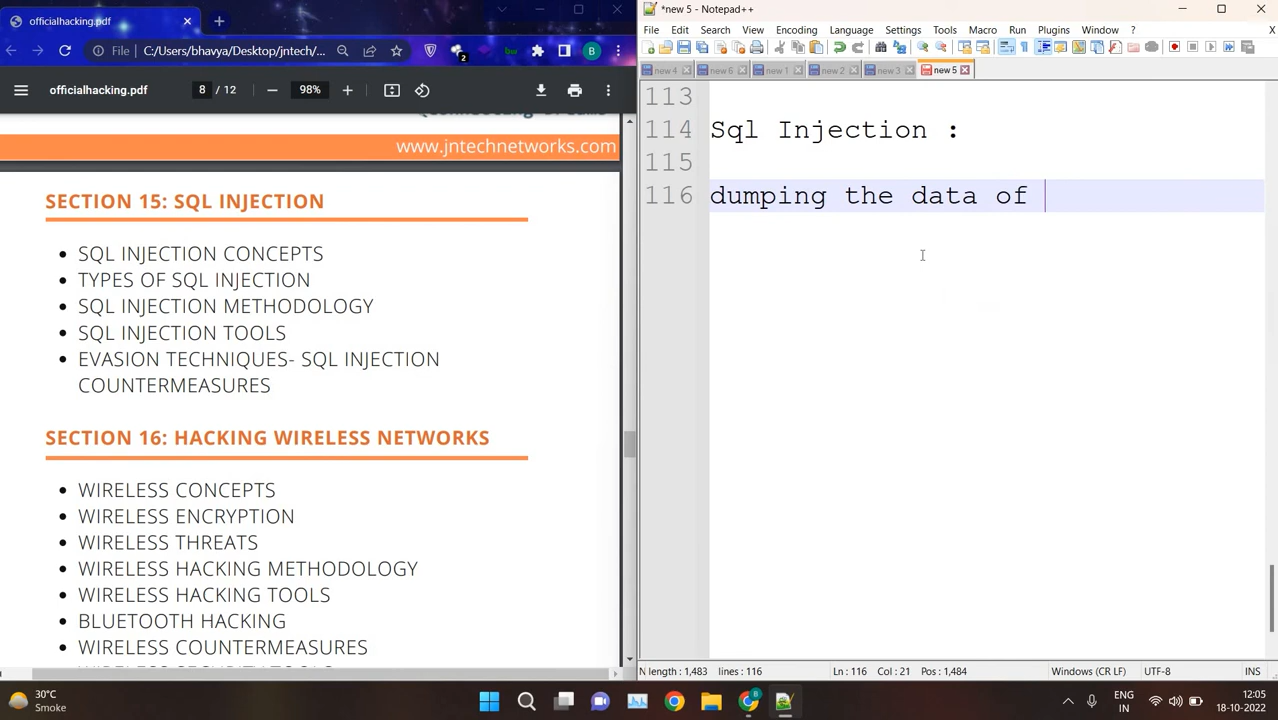 officialhacking.pdf
*new 5 - Notepad++
File Edit Search View Encoding Language Settings Tools Macro Run Plugins Window ?
File C:/Users/bhavya/Desktop/jntech/...
B
2
new 4 new 6 new 1 new 2 new 3 new 5
officialhacking.pdf 8 / 12 98%
www.jntechnetworks.com
SECTION 15: SQL INJECTION
SQL INJECTION CONCEPTS
TYPES OF SQL INJECTION
SQL INJECTION METHODOLOGY
SQL INJECTION TOOLS
EVASION TECHNIQUES- SQL INJECTION
COUNTERMEASURES
SECTION 16: HACKING WIRELESS NETWORKS
WIRELESS CONCEPTS
WIRELESS ENCRYPTION
WIRELESS THREATS
WIRELESS HACKING METHODOLOGY
WIRELESS HACKING TOOLS
BLUETOOTH HACKING
WIRELESS COUNTERMEASURES
113
114 Sql Injection :
115
116 dumping the data of
N length : 1,483 lines : 116 Ln : 116 Col : 21 Pos : 1,484 Windows (CR LF) UTF-8 INS
30°C
Smoke
ENG
IN
12:05
18-10-2022